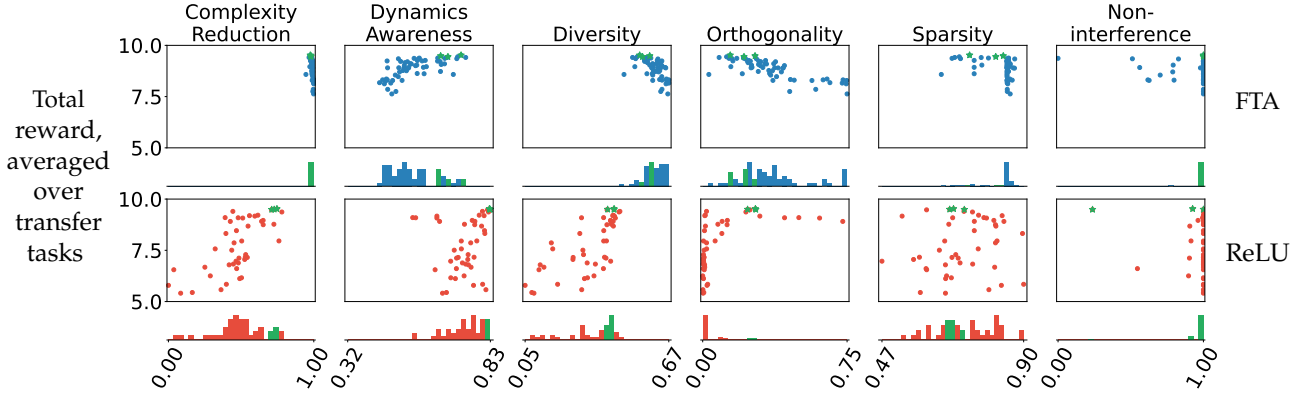 Complexity
Reduction
Dynamics
Awareness
Diversity
Orthogonality
Sparsity
Non-
interference
10.0
7.5
5.0
Total
reward,
averaged
over
transfer
tasks
FTA
10.0
7.5
5.0
ReLU
0.00 1.00
0.32 0.83
0.05 0.67
0.00 0.75
0.47 0.90
0.00 1.00